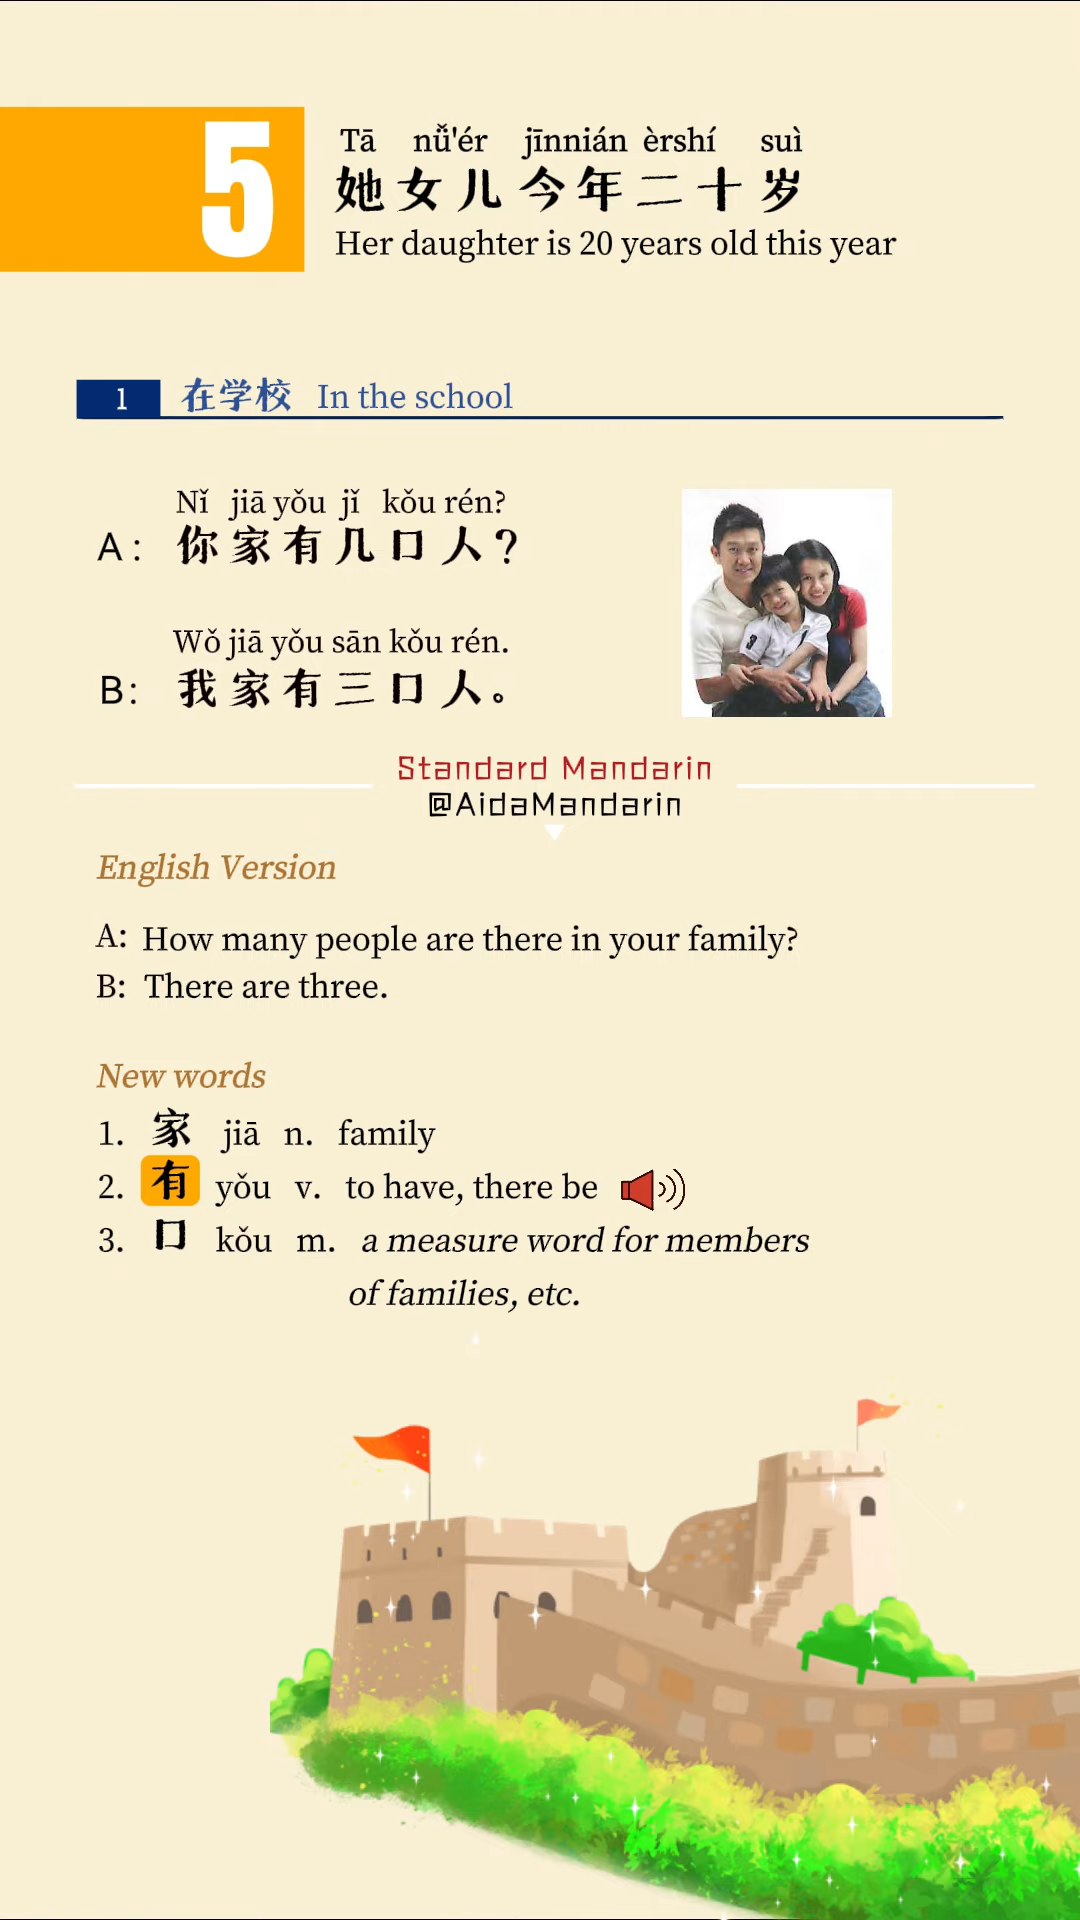 5
Tā nǚ'ér jīnnián èrshí suì
她女儿今年二十岁
Her daughter is 20 years old this year
1 在学校 In the school
Nǐ jiā yǒu jǐ kǒu rén?
A: 你家有几口人?
Wǒ jiā yǒu sān kǒu rén.
B: 我家有三口人。
Standard Mandarin
@AidaMandarin
English Version
A: How many people are there in your family?
B: There are three.
New words
1. 家 jiā n. family
2. 有 yǒu v. to have, there be
3. 口 kǒu m. a measure word for members
of families, etc.